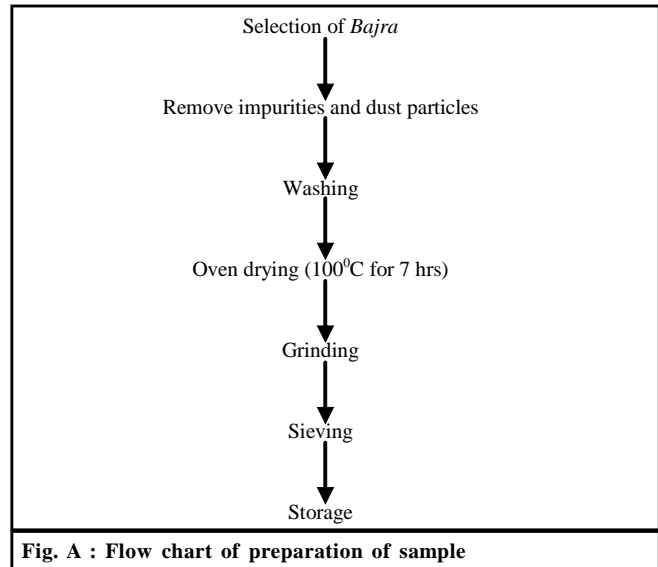 Selection of Bajra
Remove impurities and dust particles
Washing
Oven drying (100⁰C for 7 hrs)
Grinding
Sieving
Storage
Fig. A : Flow chart of preparation of sample